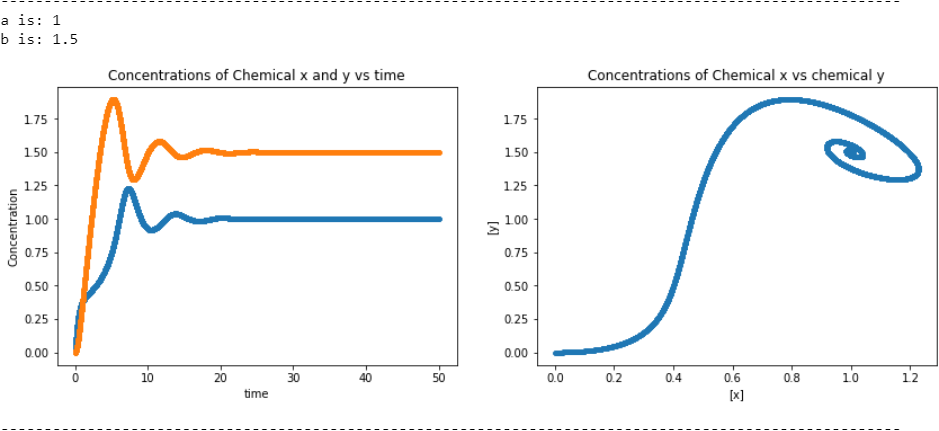 a is: 1
b is: 1.5
Concentrations of Chemical x and y vs time
Concentration
1.75
1.50
1.25
1.00
0.75
0.50
0.25
0.00
0 10 20 30 40 50
time
Concentrations of Chemical x vs chemical y
[y]
1.75
1.50
1.25
1.00
0.75
0.50
0.25
0.00
0.0 0.2 0.4 0.6 0.8 1.0 1.2
[x]